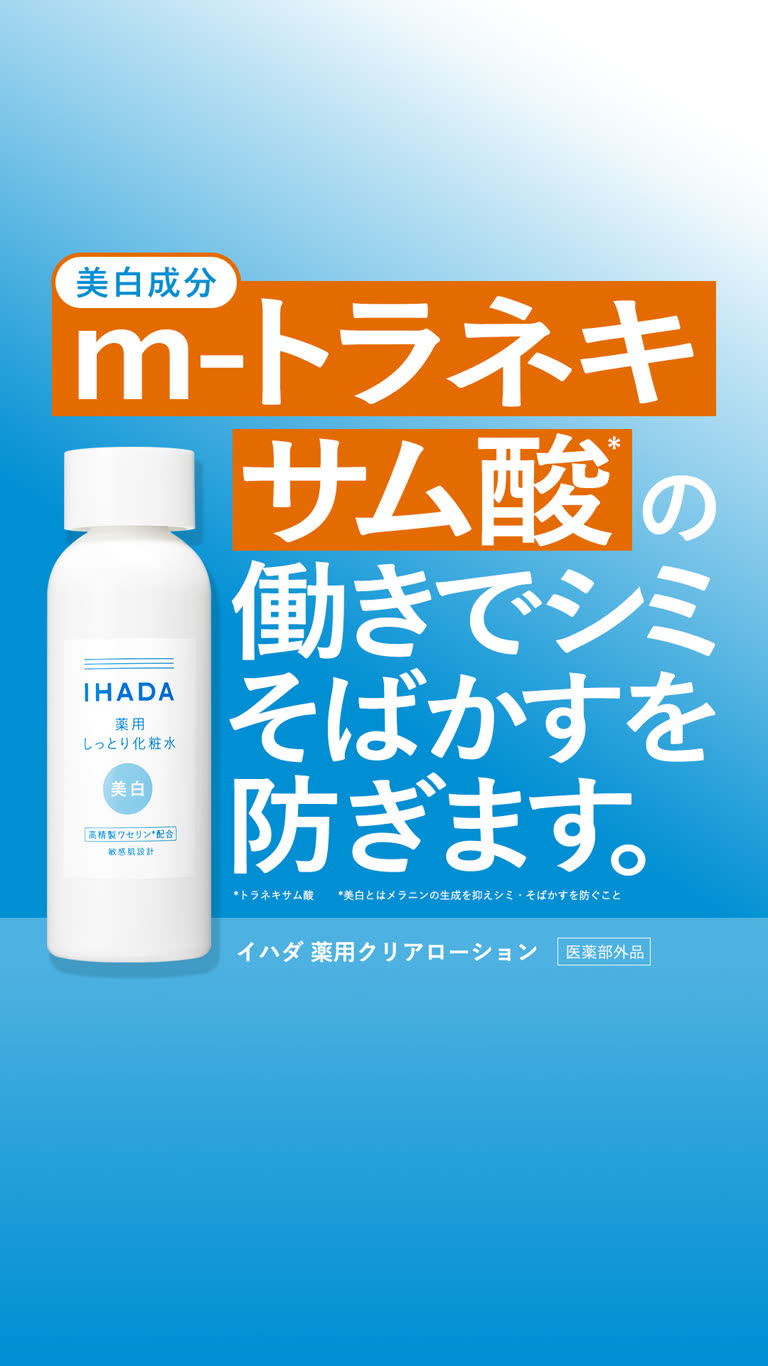 美白成分
m-トラネキ
サム酸*の
働きでシミ
そばかすを
防ぎます。
*トラネキサム酸 *美白とはメラニンの生成を抑えシミ・そばかすを防ぐこと
イハダ 薬用クリアローション 医薬部外品
IHADA
薬用
しっとり化粧水
美白
高精製ワセリン*配合
敏感肌設計